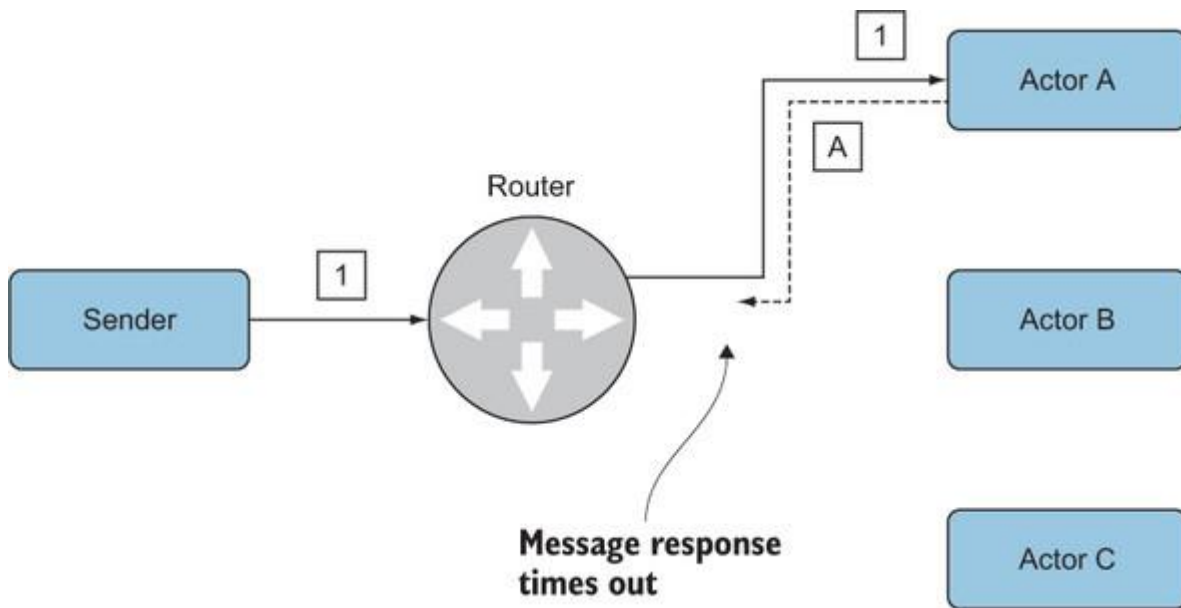 1
Actor A
A
Router
1
Sender
Actor B
Message response
times out
Actor C